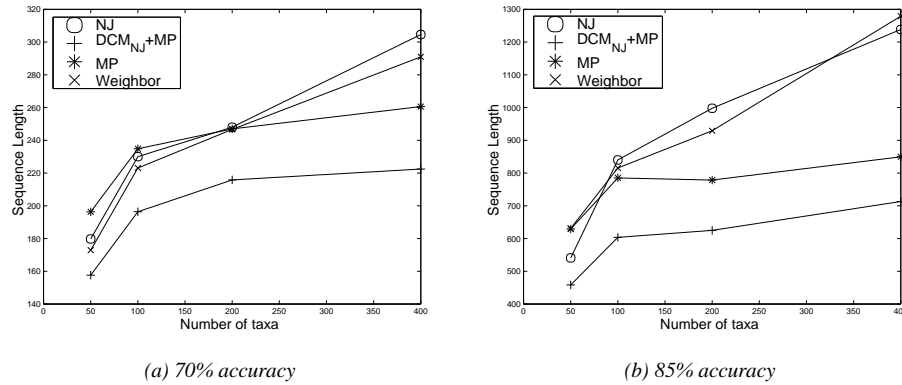 320
300
280
260
240
220
200
180
160
140
Sequence Length
NJ
DCM_NJ+MP
MP
Weighbor
0 50 100 150 200 250 300 350 400
Number of taxa
(a) 70% accuracy
1300
1200
1100
1000
900
800
700
600
500
400
Sequence Length
NJ
DCM_NJ+MP
MP
Weighbor
0 50 100 150 200 250 300 350 400
Number of taxa
(b) 85% accuracy